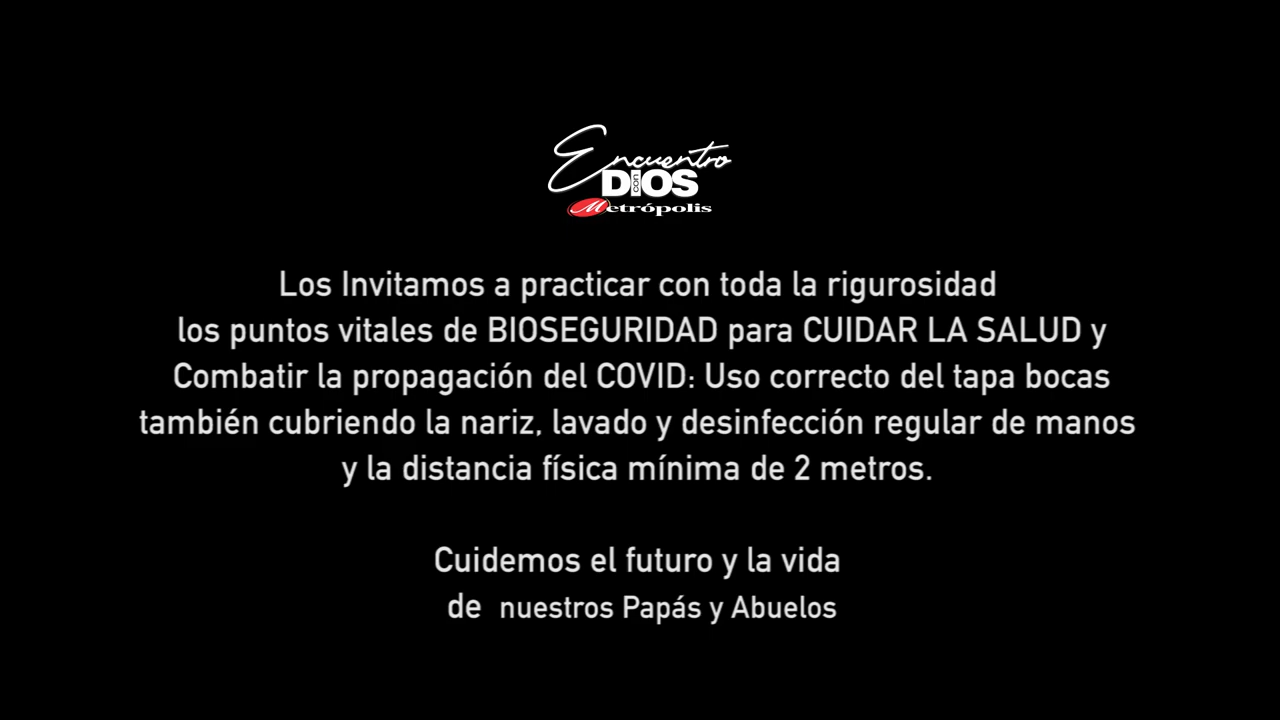 Encuentro
con
DIOS
Metrópolis
Los Invitamos a practicar con toda la rigurosidad
los puntos vitales de BIOSEGURIDAD para CUIDAR LA SALUD y
Combatir la propagación del COVID: Uso correcto del tapa bocas
también cubriendo la nariz, lavado y desinfección regular de manos
y la distancia física mínima de 2 metros.
Cuidemos el futuro y la vida
de nuestros Papás y Abuelos